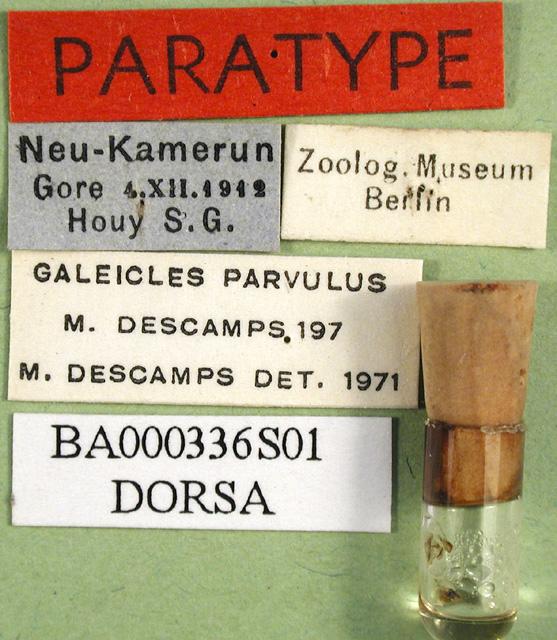 PARATYPE
Neu-Kamerun
Gore 4.XII.1912
Houy S.G.
Zoolog. Museum
Berlin
GALEICLES PARVULUS
M. DESCAMPS, 197
M. DESCAMPS DET. 1971
BA000336S01
DORSA